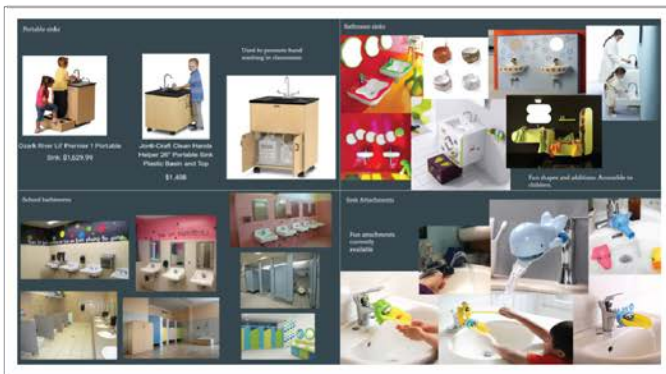 Portable sinks
Used to promote hand
washing in classrooms
Ozark River Lil' Premier 1 Portable
Sink $1,629.99
Jonti-Craft Clean Hands
Helper 26" Portable Sink
Plastic Basin and Top
$1,408
Bathroom sinks
Fun shapes and additions. Accessible to
children.
School bathrooms
Sink Attachments
Fun attachments
currently
available